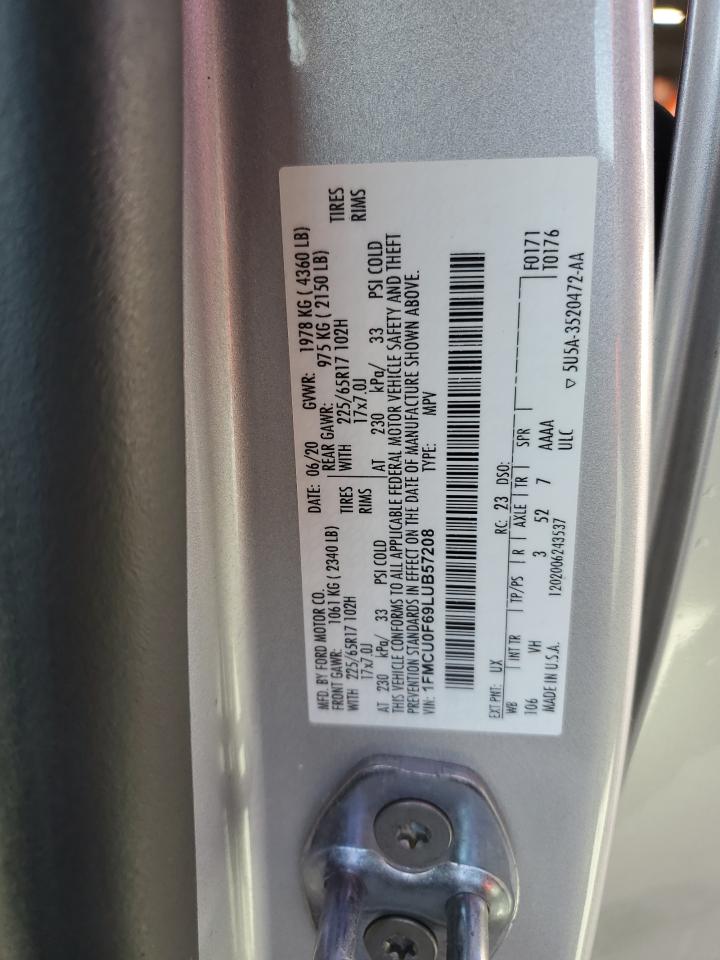 MFD. BY FORD MOTOR CO. DATE: 06/20 GVWR: 1978 KG ( 4360 LB)
FRONT GAWR: 1061 KG ( 2340 LB) REAR GAWR: 975 KG ( 2150 LB)
WITH 225/65R17 102H TIRES WITH 225/65R17 102H TIRES
17x7.0J RIMS 17x7.0J RIMS
AT 230 kPa/ 33 PSI COLD AT 230 kPa/ 33 PSI COLD
THIS VEHICLE CONFORMS TO ALL APPLICABLE FEDERAL MOTOR VEHICLE SAFETY AND THEFT
PREVENTION STANDARDS IN EFFECT ON THE DATE OF MANUFACTURE SHOWN ABOVE.
VIN: 1FMCU0F69LUB57208 TYPE: MPV
EXT PNT: UX RC: 23 DSO: F0171
WB INT TR TP/PS R AXLE TR SPR T0176
106 VH 3 52 7 AAAA
MADE IN U.S.A. ULC
1202006243537 ▽ 5U5A-3520472-AA